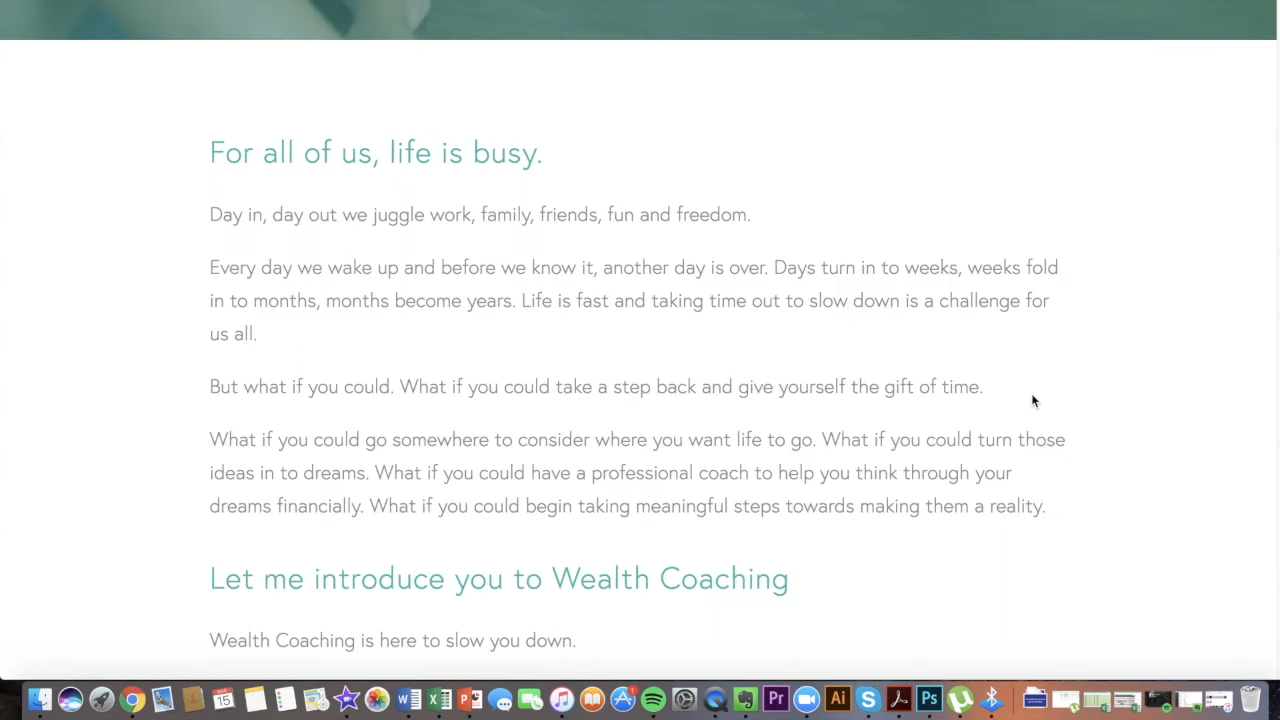 For all of us, life is busy.
Day in, day out we juggle work, family, friends, fun and freedom.
Every day we wake up and before we know it, another day is over. Days turn in to weeks, weeks fold
in to months, months become years. Life is fast and taking time out to slow down is a challenge for
us all.
But what if you could. What if you could take a step back and give yourself the gift of time.
What if you could go somewhere to consider where you want life to go. What if you could turn those
ideas in to dreams. What if you could have a professional coach to help you think through your
dreams financially. What if you could begin taking meaningful steps towards making them a reality.
Let me introduce you to Wealth Coaching
Wealth Coaching is here to slow you down.
MAR
15
W
X
P
1
Pr
Ai
S
Ps